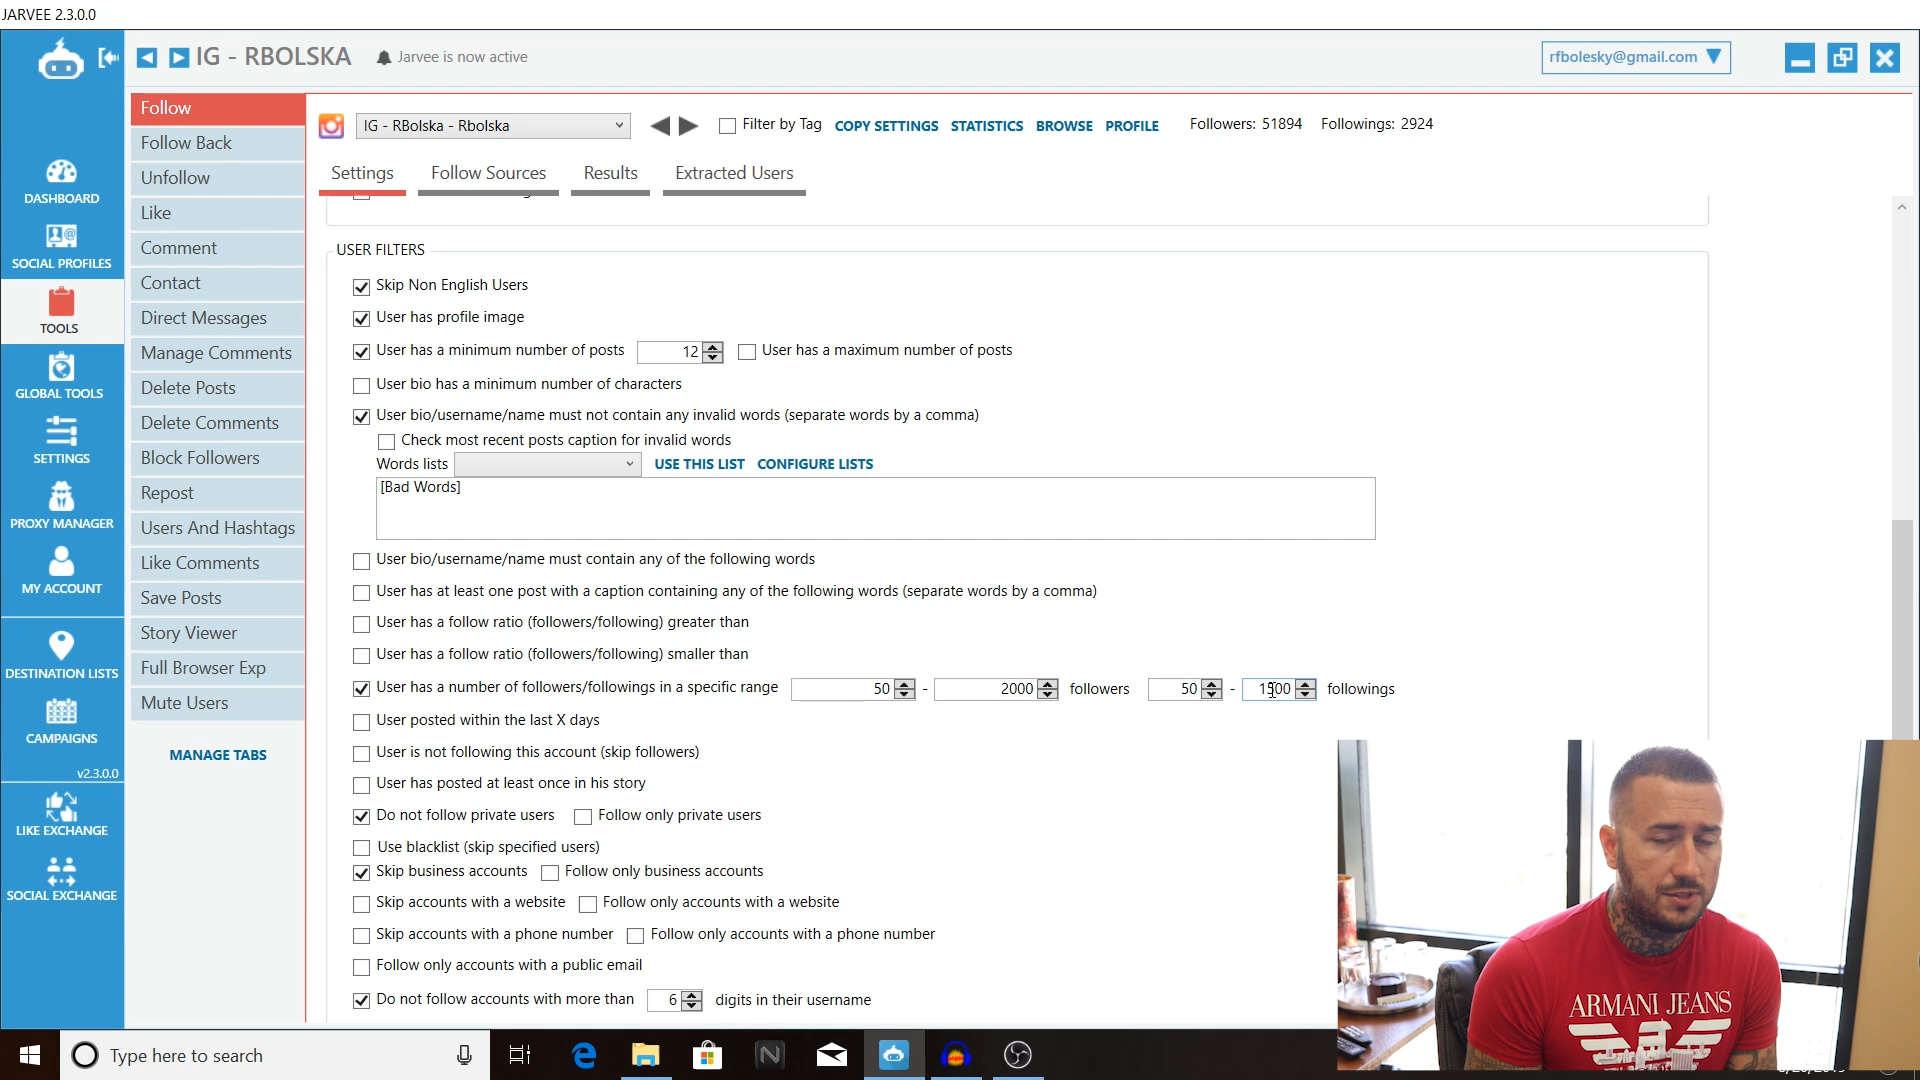 JARVEE 2.3.0.0
IG - RBOLSKA
Jarvee is now active
rfbolesky@gmail.com
DASHBOARD
SOCIAL PROFILES
TOOLS
GLOBAL TOOLS
SETTINGS
PROXY MANAGER
MY ACCOUNT
DESTINATION LISTS
CAMPAIGNS
v2.3.0.0
LIKE EXCHANGE
SOCIAL EXCHANGE
Follow
Follow Back
Unfollow
Like
Comment
Contact
Direct Messages
Manage Comments
Delete Posts
Delete Comments
Block Followers
Repost
Users And Hashtags
Like Comments
Save Posts
Story Viewer
Full Browser Exp
Mute Users
MANAGE TABS
IG - RBolska - Rbolska
Filter by Tag COPY SETTINGS STATISTICS BROWSE PROFILE Followers: 51894 Followings: 2924
Settings Follow Sources Results Extracted Users
USER FILTERS
Skip Non English Users
User has profile image
User has a minimum number of posts 12 User has a maximum number of posts
User bio has a minimum number of characters
User bio/username/name must not contain any invalid words (separate words by a comma)
Check most recent posts caption for invalid words
Words lists USE THIS LIST CONFIGURE LISTS
[Bad Words]
User bio/username/name must contain any of the following words
User has at least one post with a caption containing any of the following words (separate words by a comma)
User has a follow ratio (followers/following) greater than
User has a follow ratio (followers/following) smaller than
User has a number of followers/followings in a specific range 50 - 2000 followers 50 - 1500 followings
User posted within the last X days
User is not following this account (skip followers)
User has posted at least once in his story
Do not follow private users Follow only private users
Use blacklist (skip specified users)
Skip business accounts Follow only business accounts
Skip accounts with a website Follow only accounts with a website
Skip accounts with a phone number Follow only accounts with a phone number
Follow only accounts with a public email
Do not follow accounts with more than 6 digits in their username
ARMANI JEANS
Type here to search